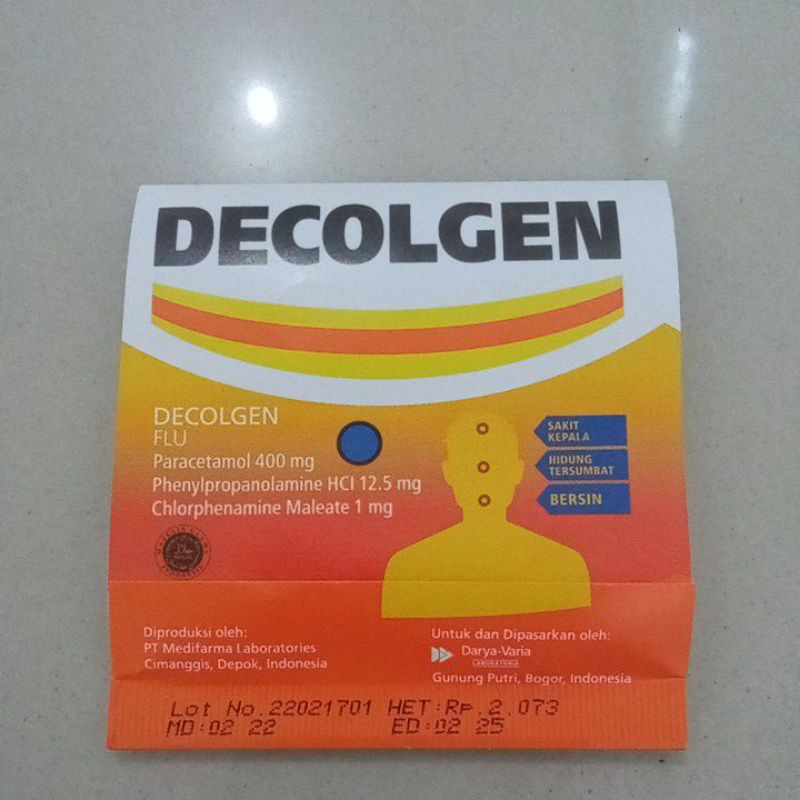 DECOLGEN
DECOLGEN
FLU
Paracetamol 400 mg
Phenylpropanolamine HCl 12.5 mg
Chlorphenamine Maleate 1 mg
SAKIT
KEPALA
HIDUNG
TERSUMBAT
BERSIN
Diproduksi oleh:
PT Medifarma Laboratories
Cimanggis, Depok, Indonesia
Untuk dan Dipasarkan oleh:
Darya-Varia
LABORATORIA
Gunung Putri, Bogor, Indonesia
Lot No.22021701 HET:Rp.2.073
MD:02 22 ED:02 25